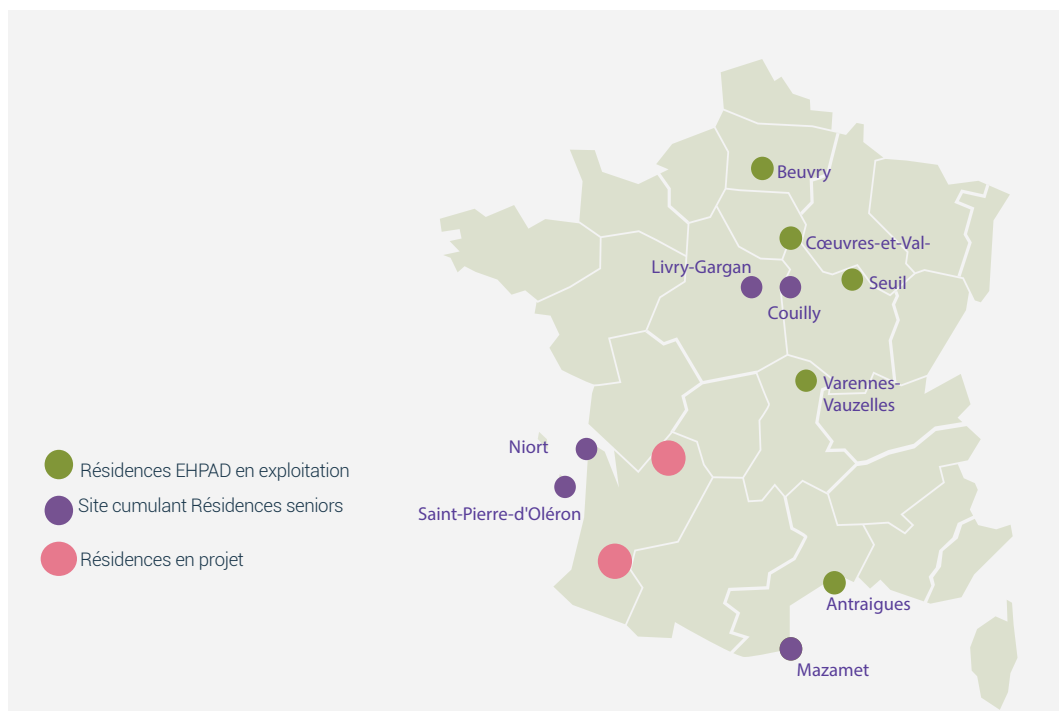 Beuvry
Cœuvres-et-Val-
Livry-Gargan
Seuil
Couilly
Varennes-
Vauzelles
Niort
Saint-Pierre-d'Oléron
Antraigues
Mazamet
Résidences EHPAD en exploitation
Site cumulant Résidences seniors
Résidences en projet